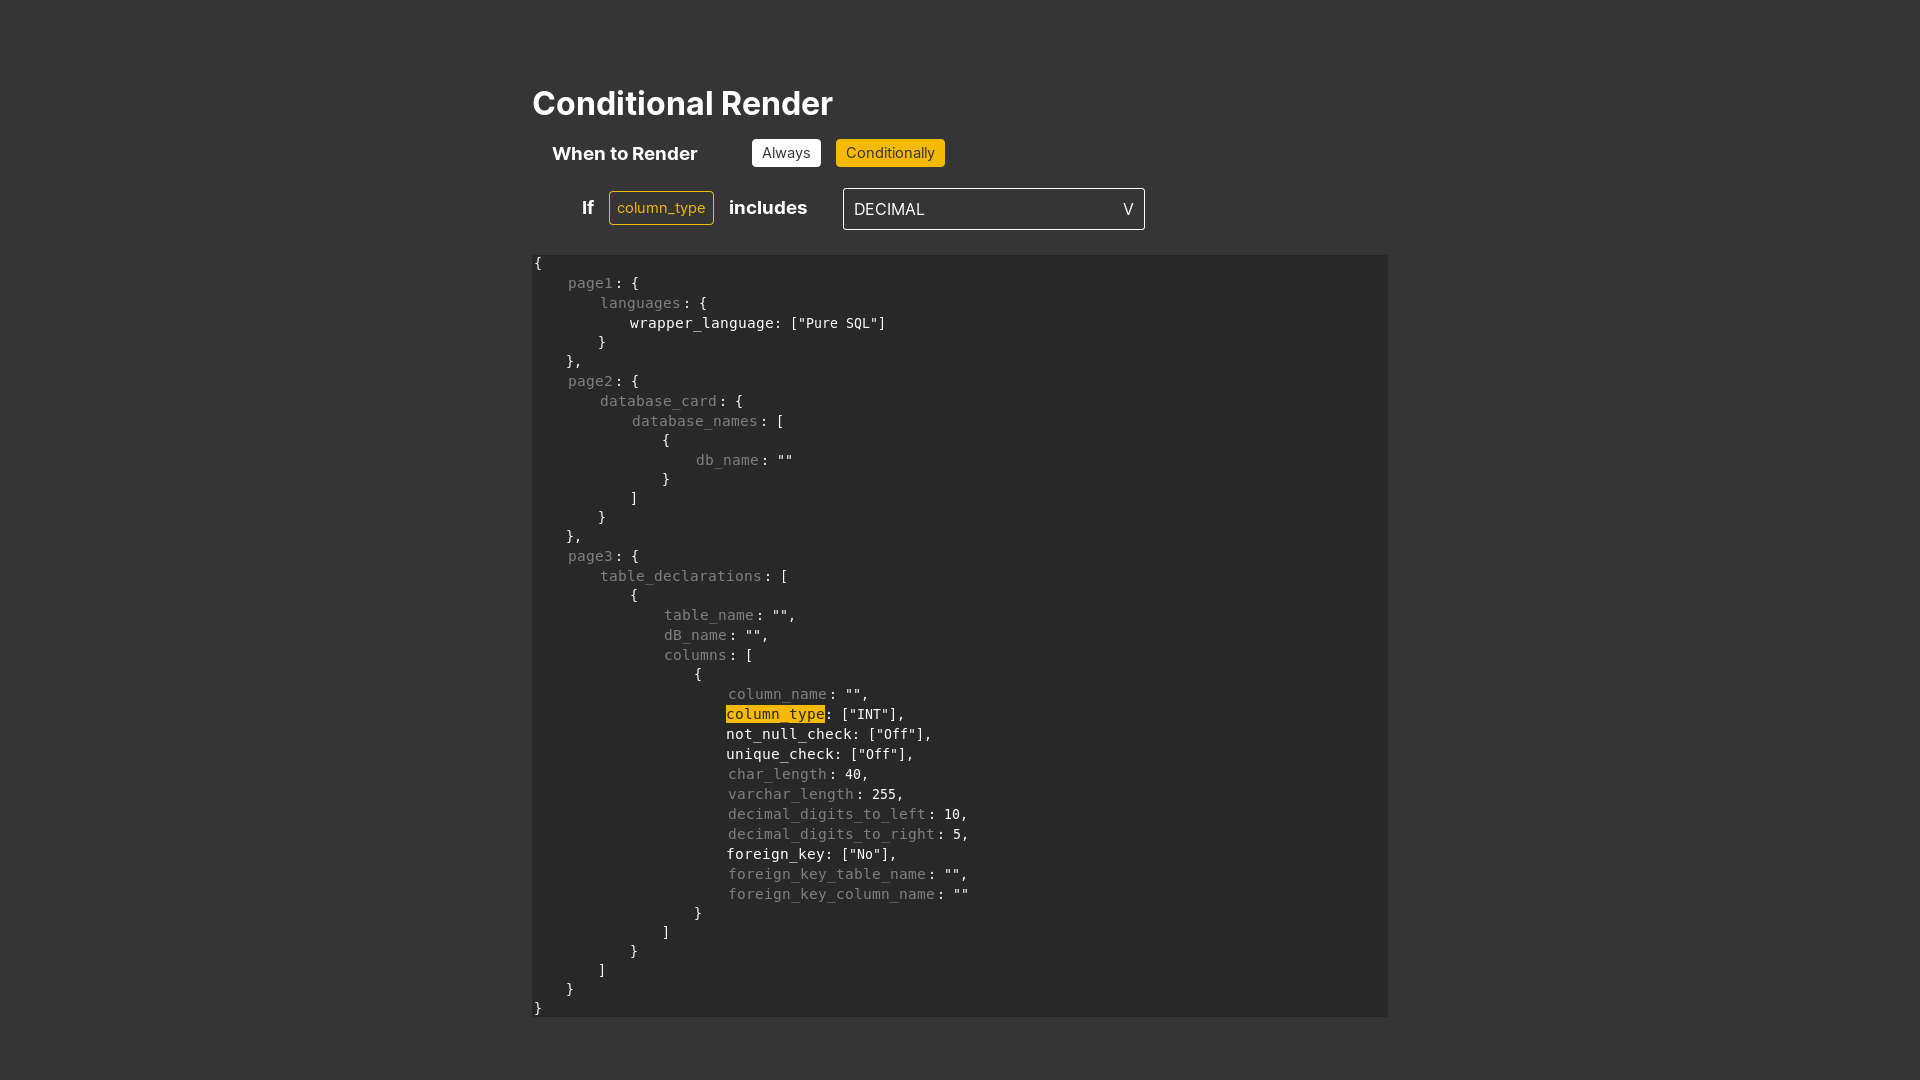 Conditional Render
When to Render Always Conditionally
If column_type includes DECIMAL V
{
page1: {
languages: {
wrapper_language: ["Pure SQL"]
}
},
page2: {
database_card: {
database_names: [
{
db_name: ""
}
]
}
},
page3: {
table_declarations: [
{
table_name: "",
dB_name: "",
columns: [
{
column_name: "",
column_type: ["INT"],
not_null_check: ["Off"],
unique_check: ["Off"],
char_length: 40,
varchar_length: 255,
decimal_digits_to_left: 10,
decimal_digits_to_right: 5,
foreign_key: ["No"],
foreign_key_table_name: "",
foreign_key_column_name: ""
}
]
}
]
}
}